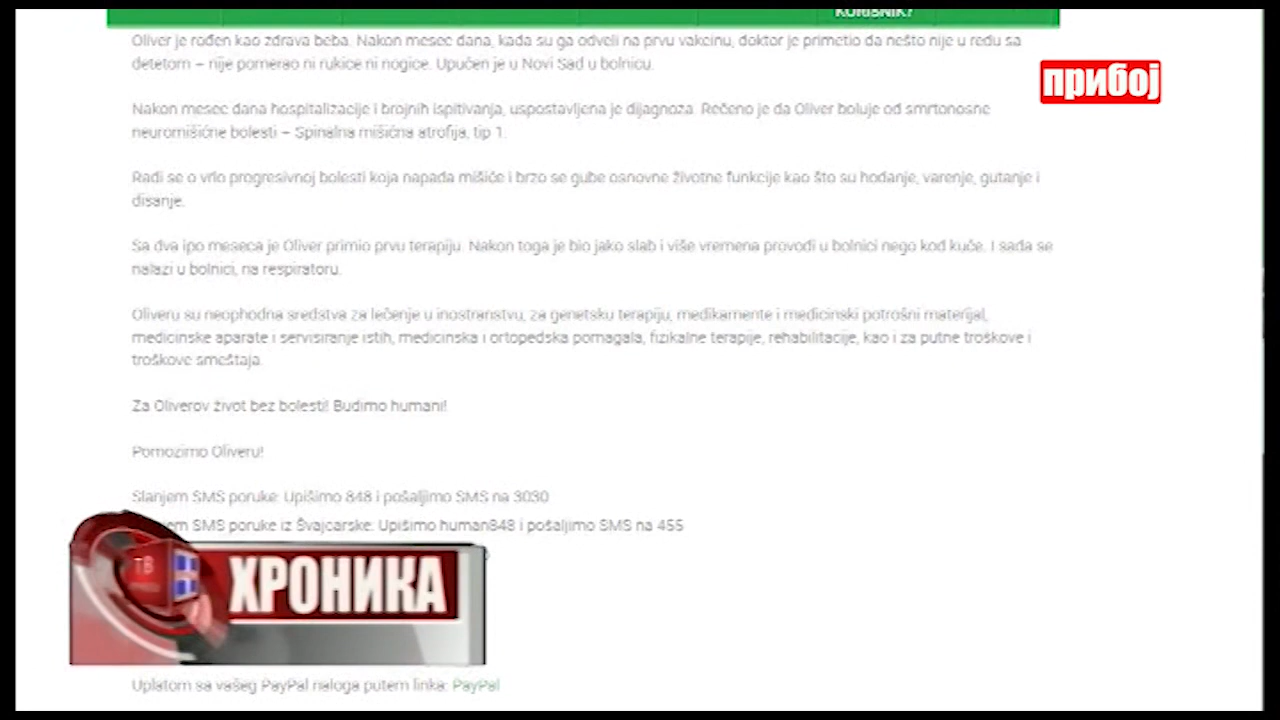 KORISNIK?
Oliver je rođen kao zdrava beba. Nakon mesec dana, kada su ga odveli na prvu vakcinu, doktor je primetio da nešto nije u redu sa
прибој
detetom – nije pomerao ni rukice ni nogice. Upućen je u Novi Sad u bolnicu.
Nakon mesec dana hospitalizacije i brojnih ispitivanja, uspostavljena je dijagnoza. Rečeno je da Oliver boluje od smrtonosne
neuromišićne bolesti – Spinalna mišićna atrofija, tip 1.
Radi se o vrlo progresivnoj bolesti koja napada mišiće i brzo se gube osnovne životne funkcije kao što su hodanje, varenje, gutanje i
disanje.
Sa dva ipo meseca je Oliver primio prvu terapiju. Nakon toga je bio jako slab i više vremena provodi u bolnici nego kod kuće. I sada se
nalazi u bolnici, na respiratoru.
Oliveru su neophodna sredstva za lečenje u inostranstvu, za genetsku terapiju, medikamente i medicinski potrošni materijal,
medicinske aparate i servisiranje istih, medicinska i ortopedska pomagala, fizikalne terapije, rehabilitacije, kao i za putne troškove i
troškove smeštaja.
Za Oliverov život bez bolesti! Budimo humani!
Pomozimo Oliveru!
Slanjem SMS poruke: Upišimo 848 i pošaljimo SMS na 3030
em SMS poruke iz Švajcarske: Upišimo human848 i pošaljimo SMS na 455
ТВ
ХРОНИКА
Uplatom sa vašeg PayPal naloga putem linka: PayPal